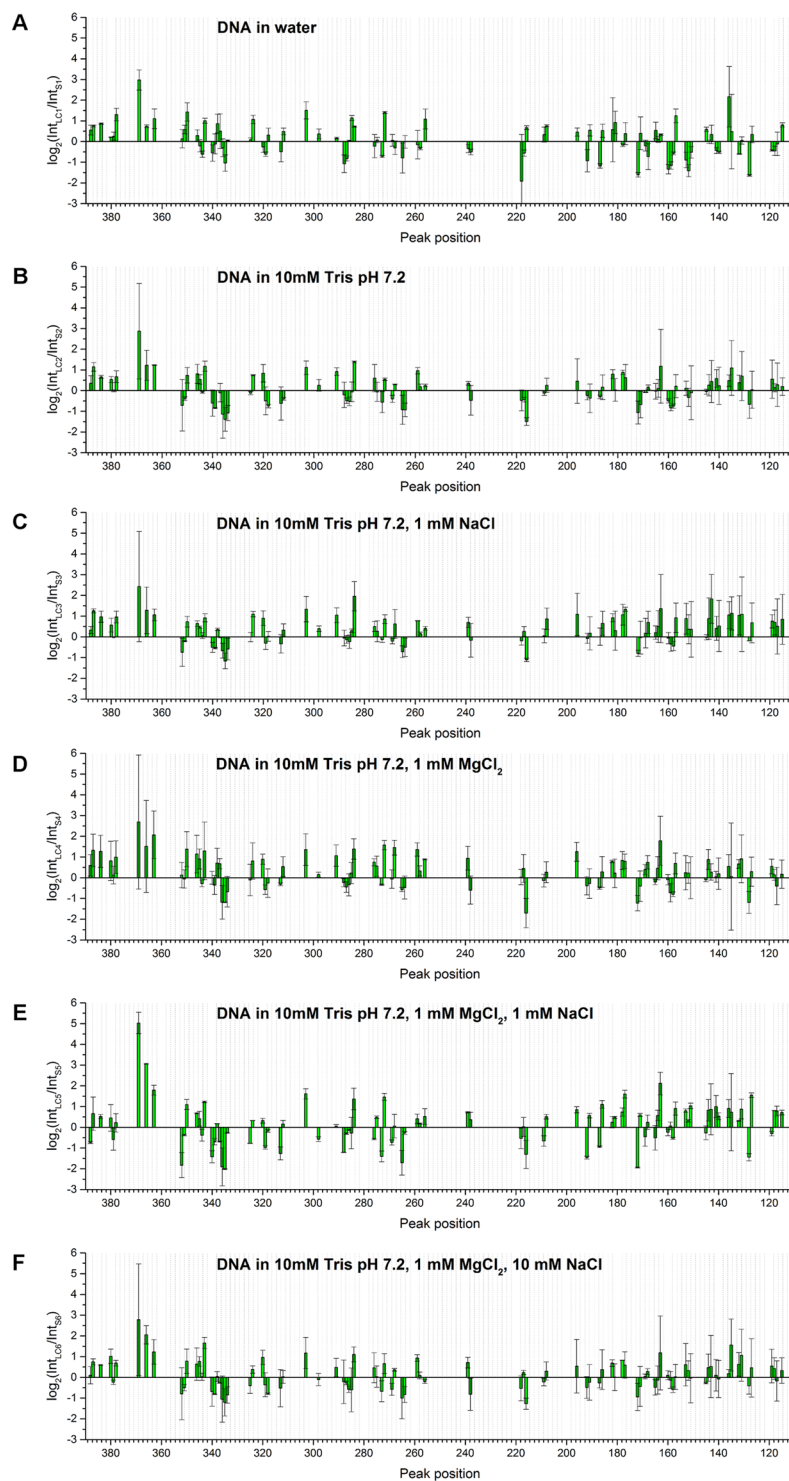 A
DNA in water
log2(IntLC1/IntS1)
6
5
4
3
2
1
0
-1
-2
-3
380 360 340 320 300 280 260 240 220 200 180 160 140 120
Peak position
B
DNA in 10mM Tris pH 7.2
log2(IntLC2/IntS2)
6
5
4
3
2
1
0
-1
-2
-3
380 360 340 320 300 280 260 240 220 200 180 160 140 120
Peak position
C
DNA in 10mM Tris pH 7.2, 1 mM NaCl
log2(IntLC3/IntS3)
6
5
4
3
2
1
0
-1
-2
-3
380 360 340 320 300 280 260 240 220 200 180 160 140 120
Peak position
D
DNA in 10mM Tris pH 7.2, 1 mM MgCl2
log2(IntLC4/IntS4)
6
5
4
3
2
1
0
-1
-2
-3
380 360 340 320 300 280 260 240 220 200 180 160 140 120
Peak position
E
DNA in 10mM Tris pH 7.2, 1 mM MgCl2, 1 mM NaCl
log2(IntLC5/IntS5)
6
5
4
3
2
1
0
-1
-2
-3
380 360 340 320 300 280 260 240 220 200 180 160 140 120
Peak position
F
DNA in 10mM Tris pH 7.2, 1 mM MgCl2, 10 mM NaCl
log2(IntLC6/IntS6)
6
5
4
3
2
1
0
-1
-2
-3
380 360 340 320 300 280 260 240 220 200 180 160 140 120
Peak position